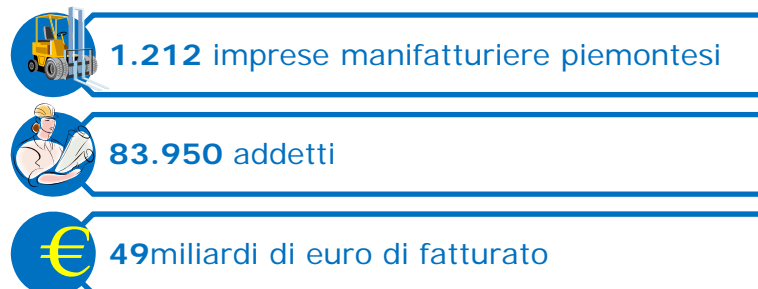 1.212 imprese manifatturiere piemontesi
83.950 addetti
€
49miliardi di euro di fatturato